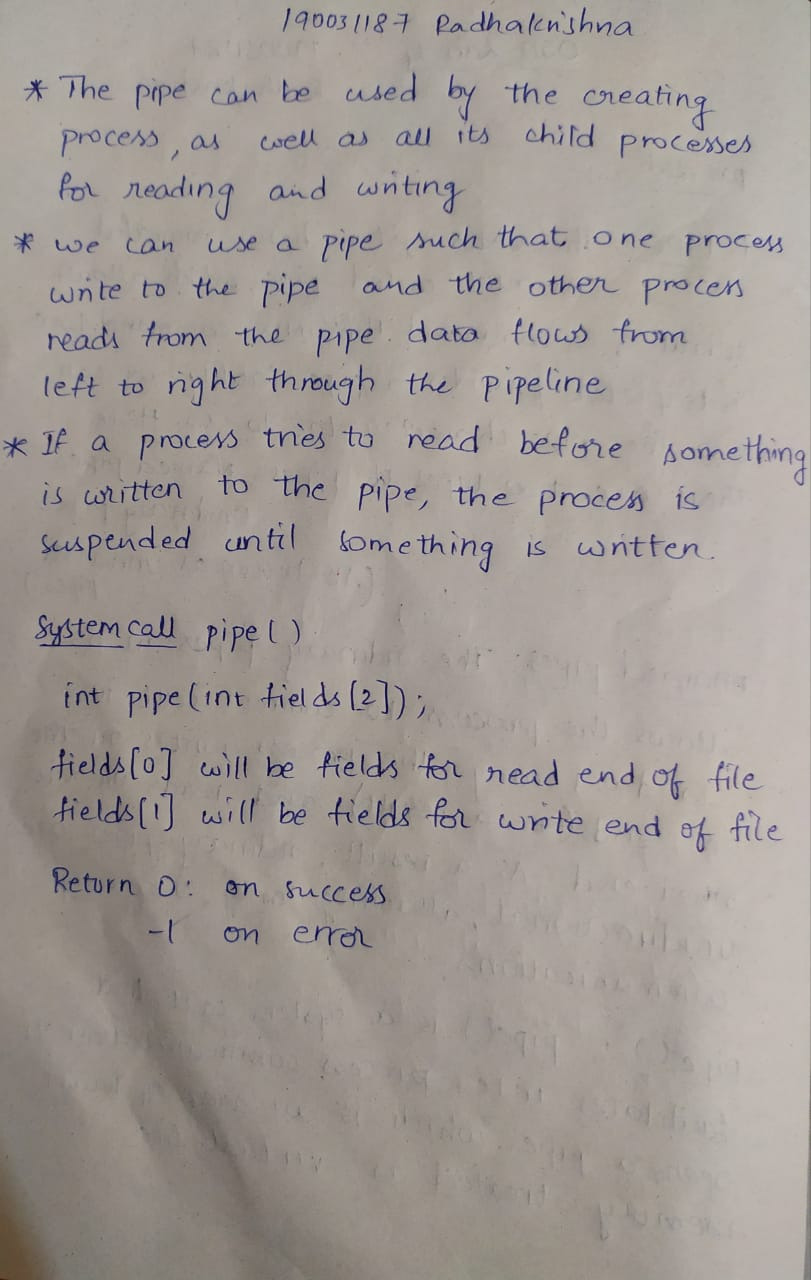 190031187 Radhakrishna
* The pipe can be used by the creating
process, as well as all its child processes
for reading and writing
* we can use a pipe such that one process
write to the pipe and the other process
reads from the pipe. data flows from
left to right through the pipeline
* If a process tries to read before something
is written to the pipe, the process is
suspended until something is written.
System call pipe()
int pipe(int fields[2]);
fields[0] will be fields for read end of file
fields[1] will be fields for write end of file
Return 0: on success
-1 on error